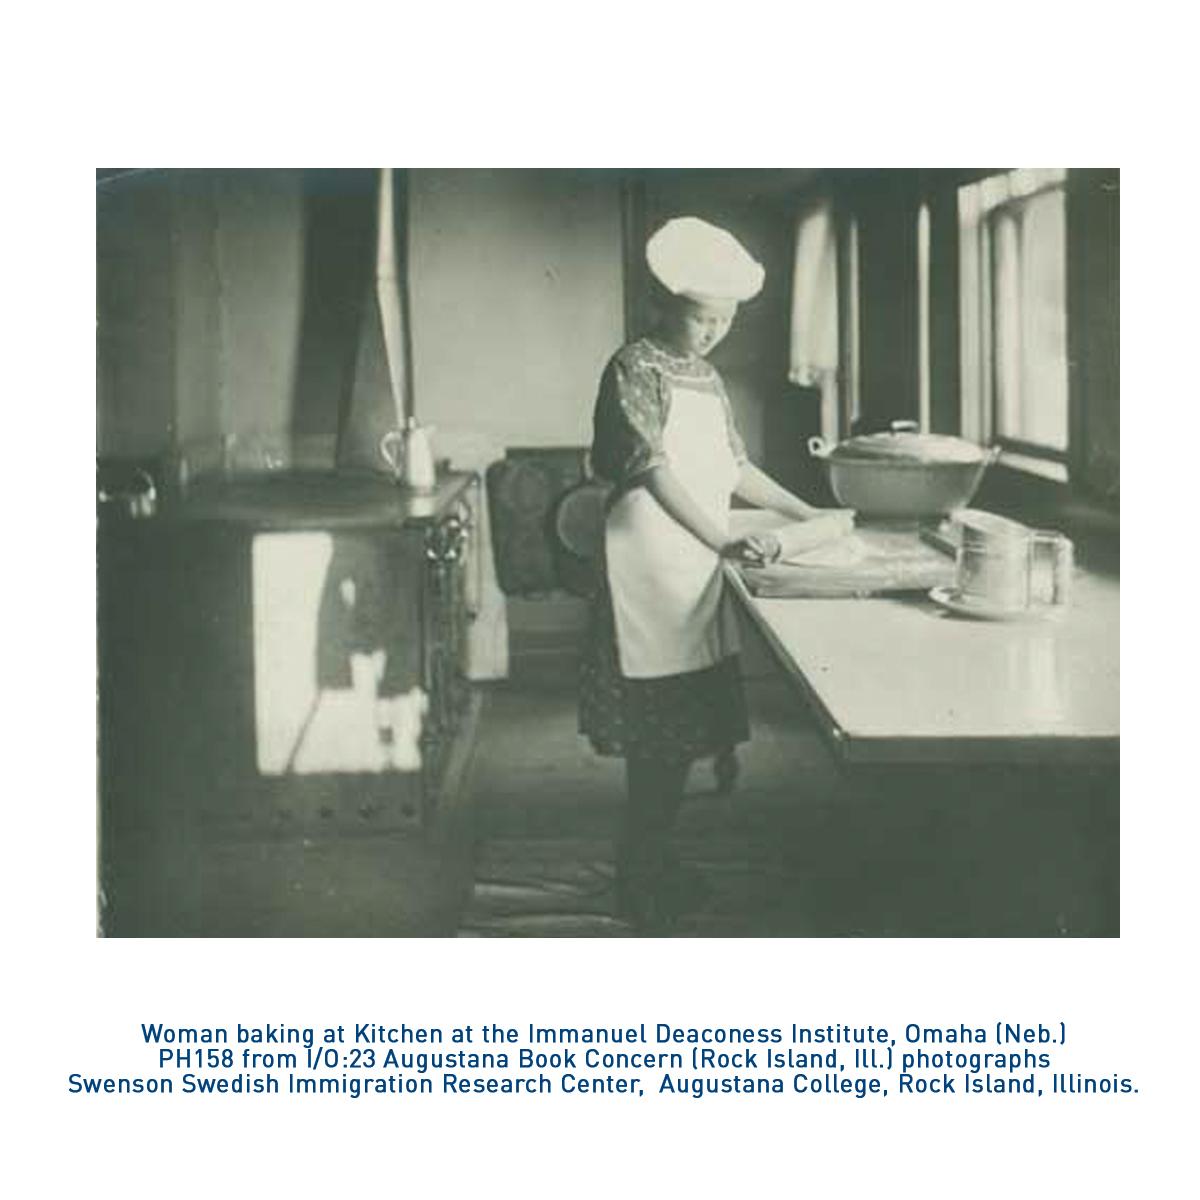 Woman baking at Kitchen at the Immanuel Deaconess Institute, Omaha (Neb.)
PH158 from I/O:23 Augustana Book Concern (Rock Island, Ill.) photographs
Swenson Swedish Immigration Research Center,  Augustana College, Rock Island, Illinois.